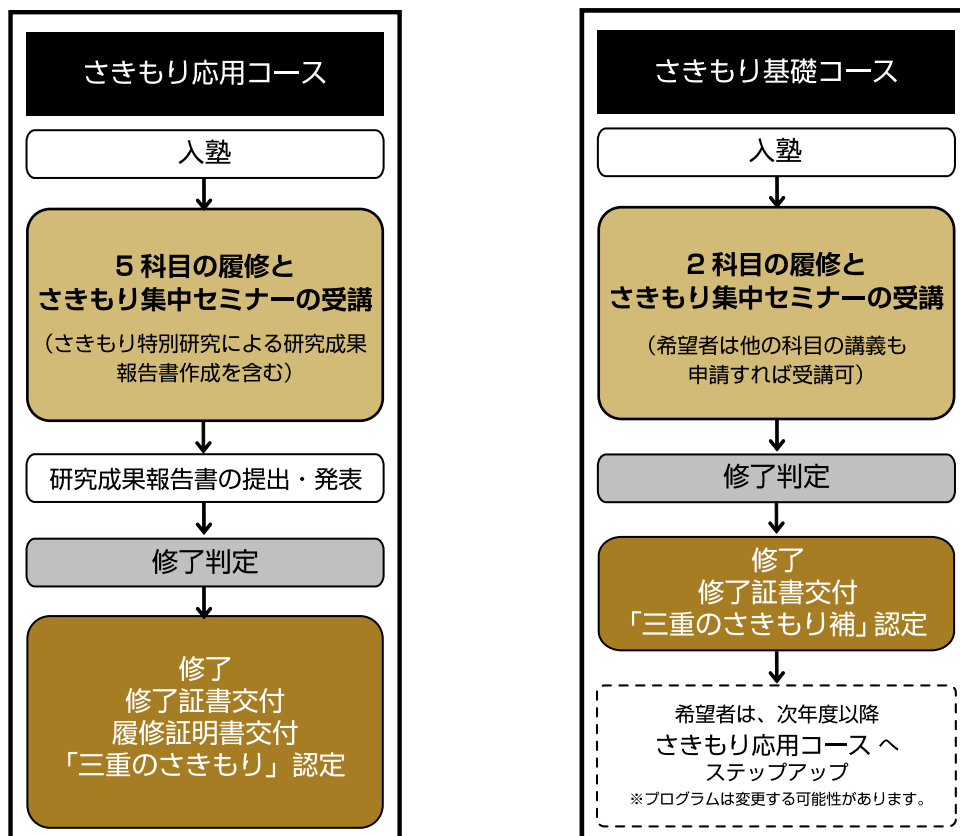 さきもり応用コース
入塾
5 科目の履修と
さきもり集中セミナーの受講
（さきもり特別研究による研究成果
報告書作成を含む）
研究成果報告書の提出・発表
修了判定
修了
修了証書交付
履修証明書交付
「三重のさきもり」認定
さきもり基礎コース
入塾
2 科目の履修と
さきもり集中セミナーの受講
（希望者は他の科目の講義も
申請すれば受講可）
修了判定
修了
修了証書交付
「三重のさきもり補」認定
希望者は、次年度以降
さきもり応用コース へ
ステップアップ
※プログラムは変更する可能性があります。